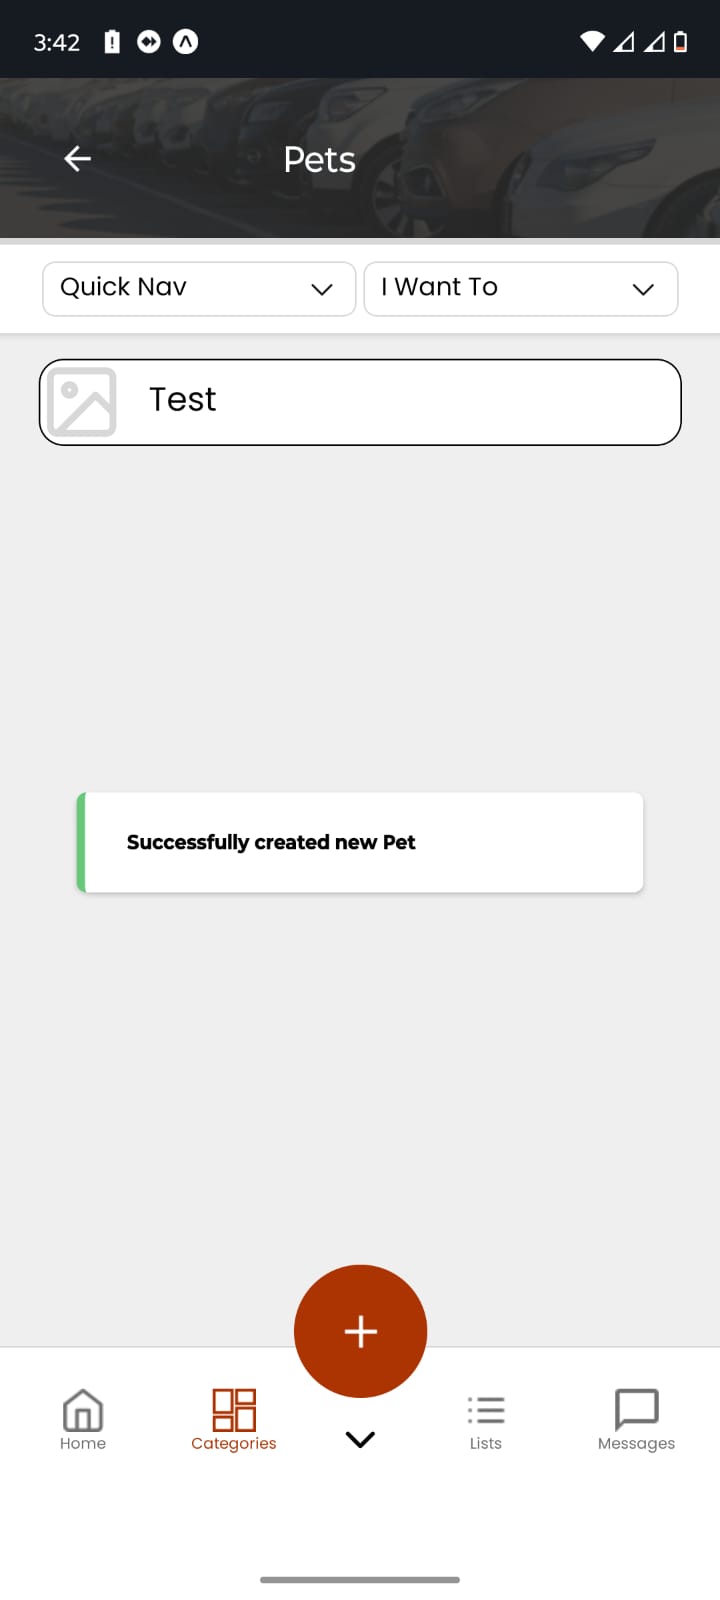 3:42
Pets
Quick Nav
I Want To
Test
Successfully created new Pet
Home
Categories
Lists
Messages